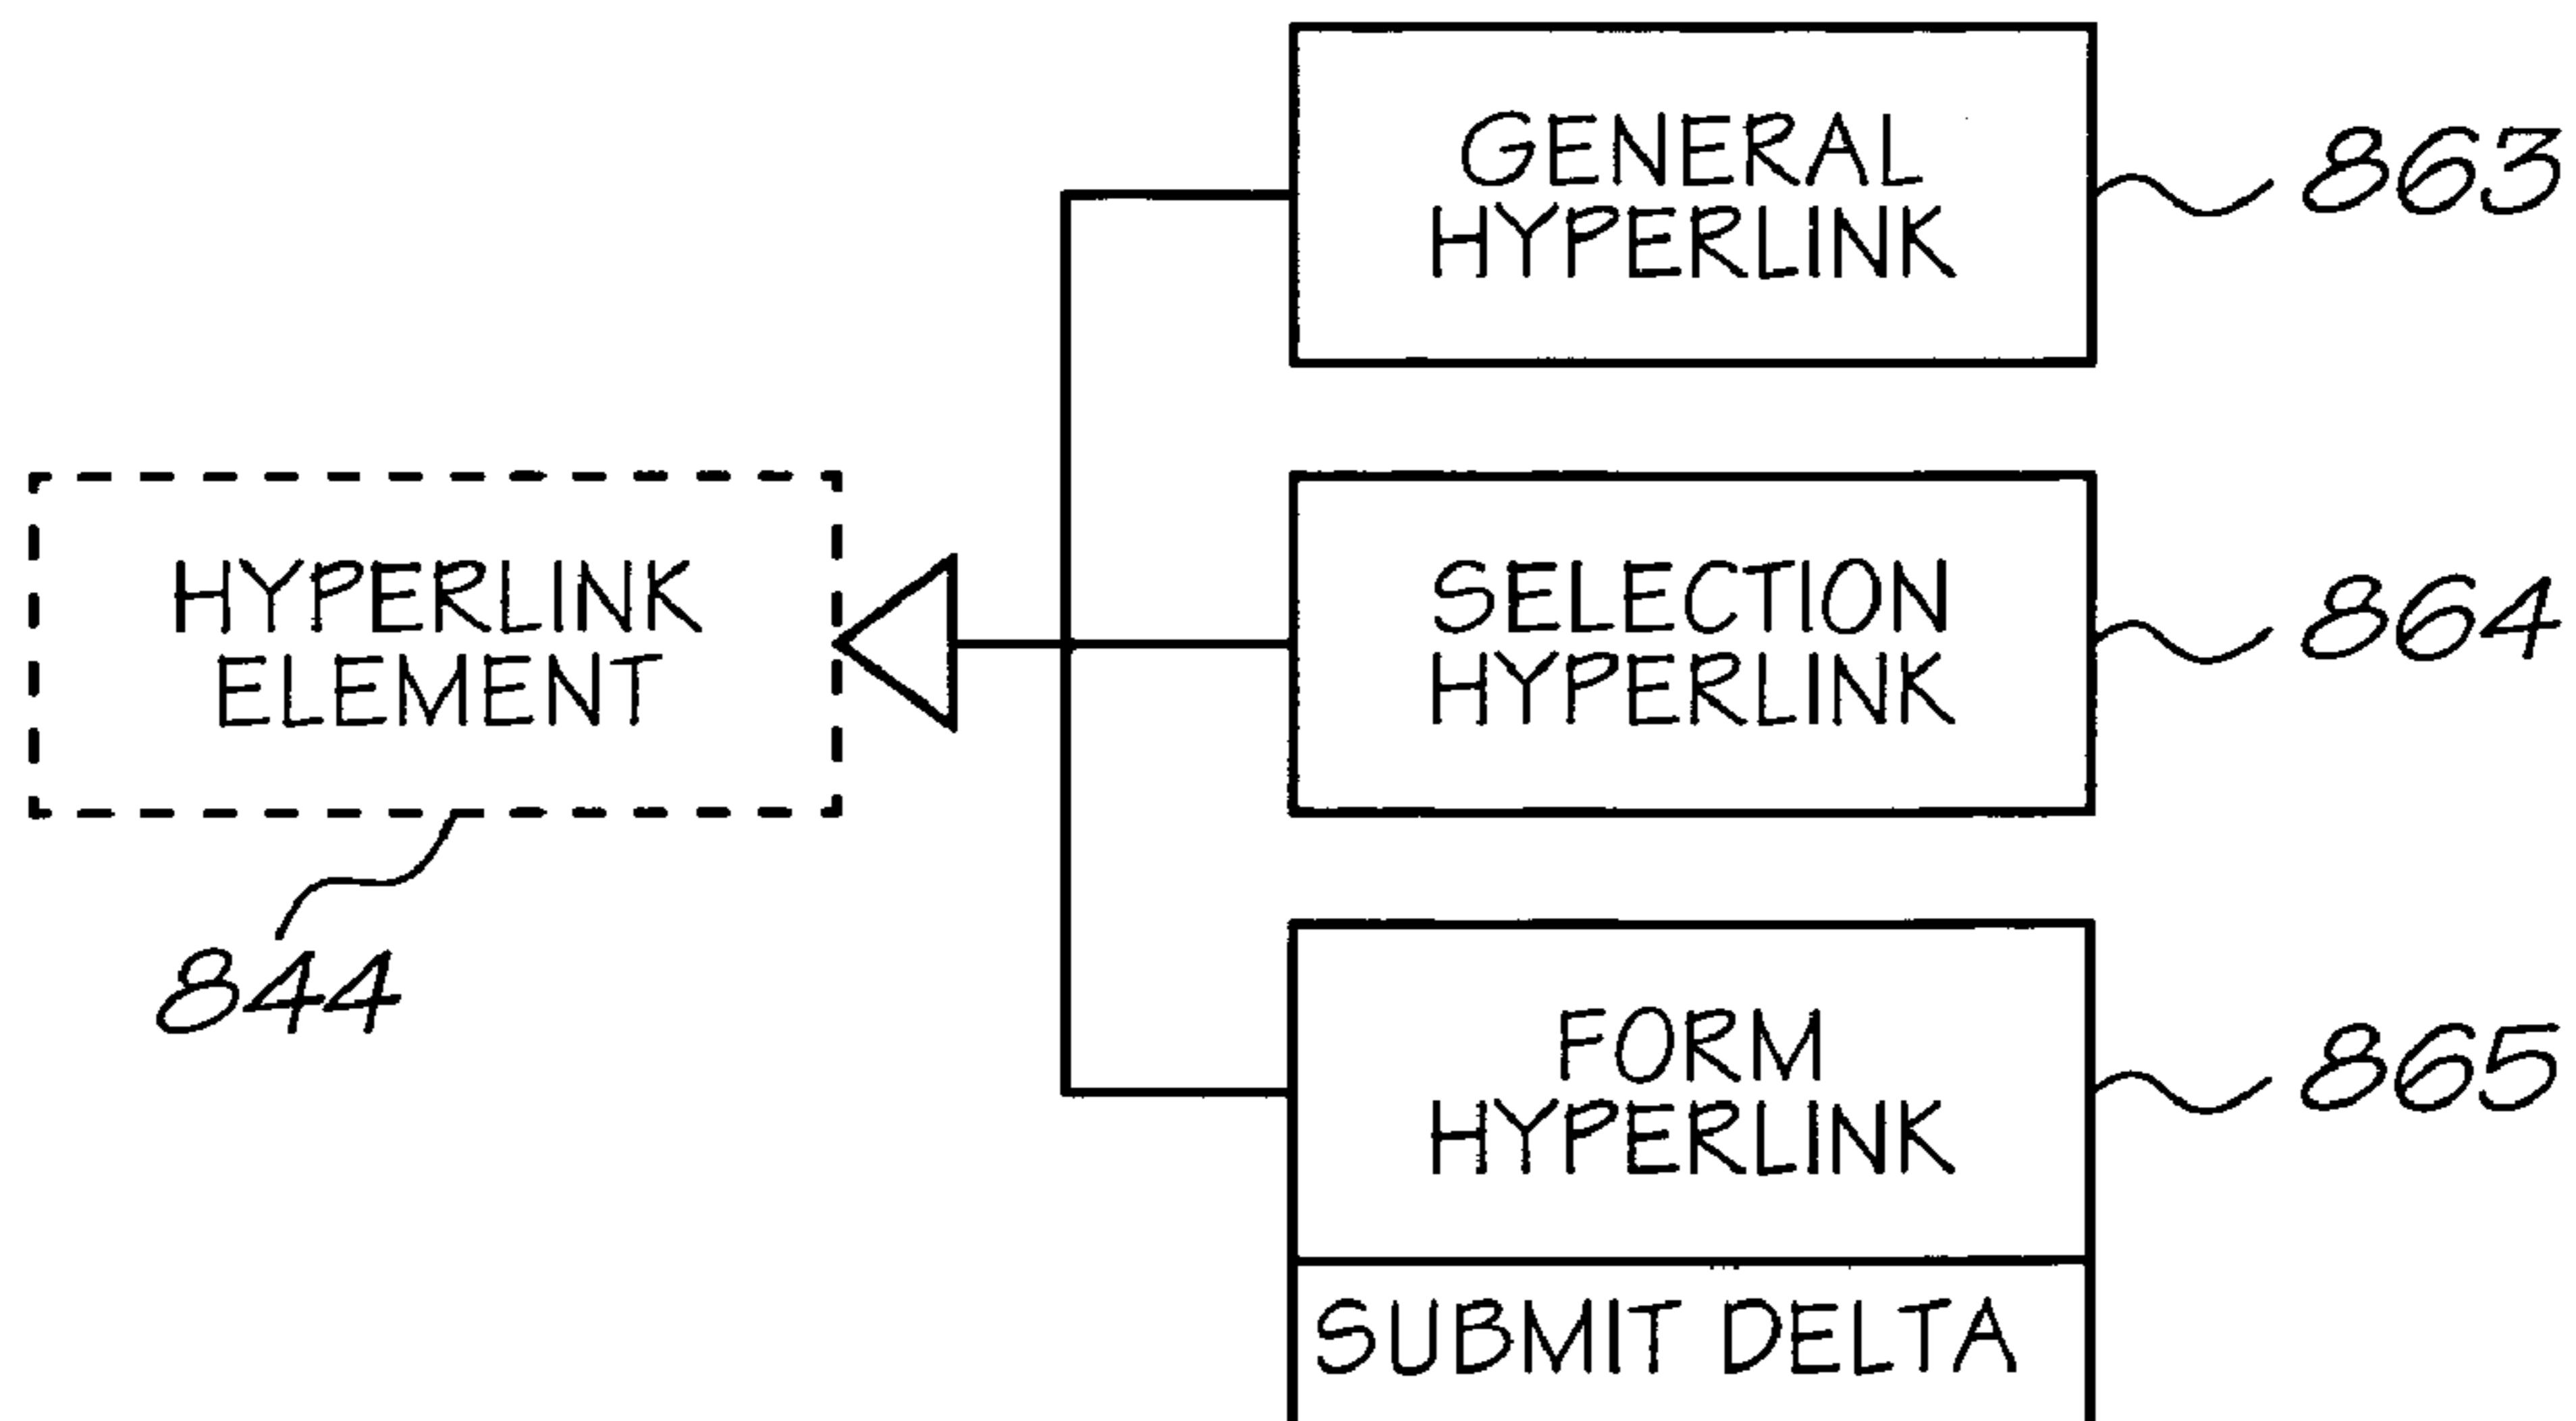 GENERAL
HYPERLINK
863
HYPERLINK
ELEMENT
844
SELECTION
HYPERLINK
864
FORM
HYPERLINK
865
SUBMIT DELTA